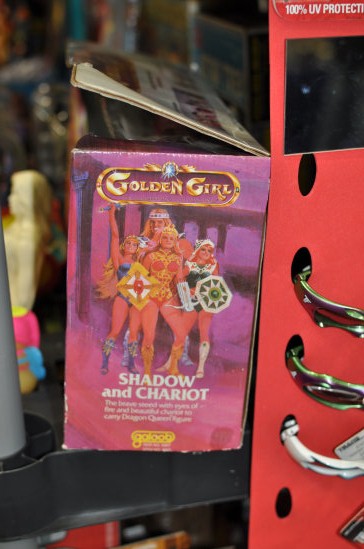 100% UV PROTECTI
GOLDEN GIRL
SHADOW
and CHARIOT
The brave steed with eyes of
fire and beautiful chariot to
carry Dragon Queen figure
galoob